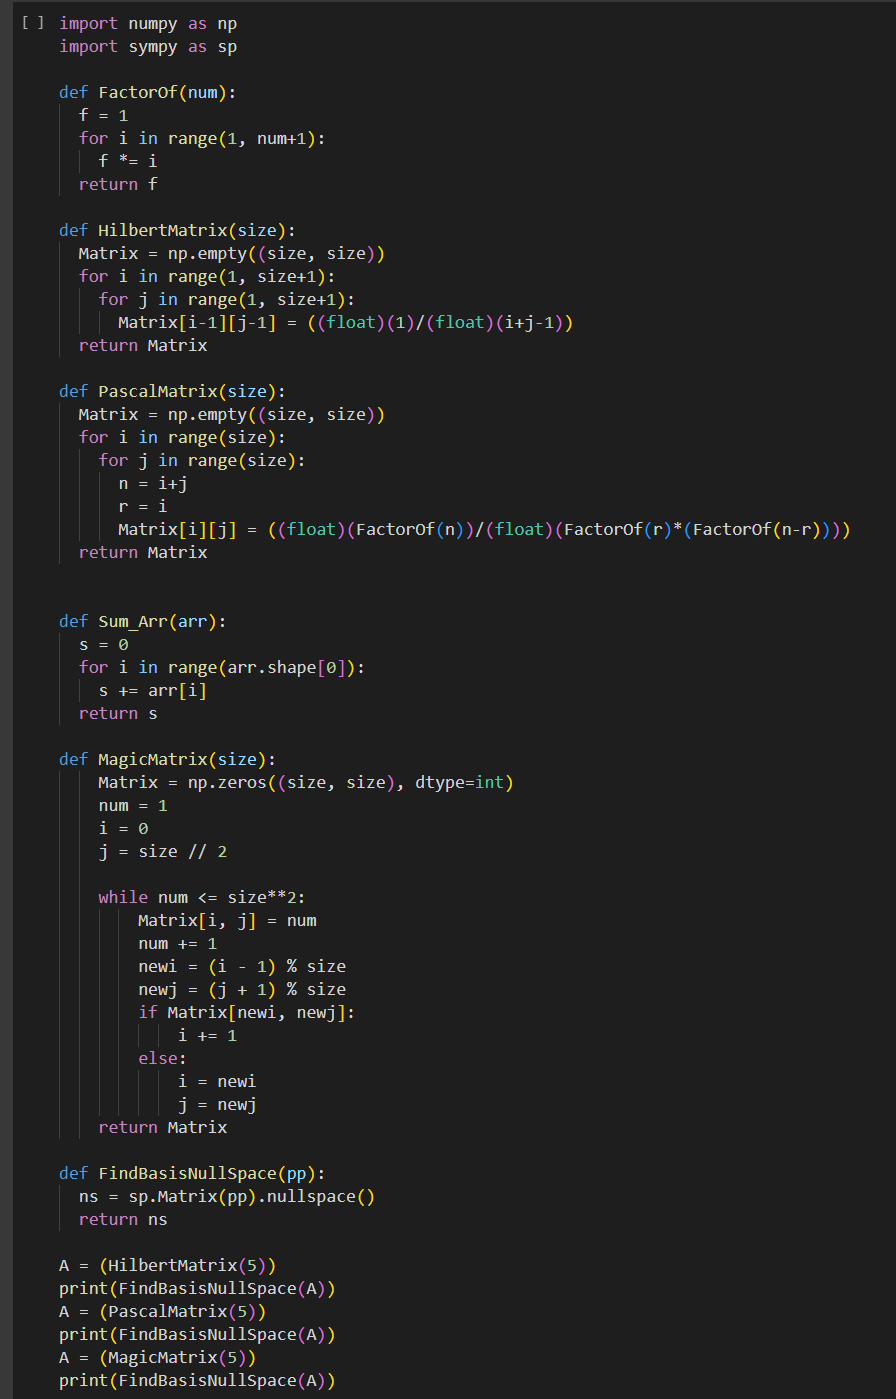 [ ] import numpy as np
import sympy as sp
def FactorOf(num):
f = 1
for i in range(1, num+1):
f *= i
return f
def HilbertMatrix(size):
Matrix = np.empty((size, size))
for i in range(1, size+1):
for j in range(1, size+1):
Matrix[i-1][j-1] = ((float)(1)/(float)(i+j-1))
return Matrix
def PascalMatrix(size):
Matrix = np.empty((size, size))
for i in range(size):
for j in range(size):
n = i+j
r = i
Matrix[i][j] = ((float)(FactorOf(n))/(float)(FactorOf(r)*(FactorOf(n-r))))
return Matrix
def Sum_Arr(arr):
s = 0
for i in range(arr.shape[0]):
s += arr[i]
return s
def MagicMatrix(size):
Matrix = np.zeros((size, size), dtype=int)
num = 1
i = 0
j = size // 2
while num <= size**2:
Matrix[i, j] = num
num += 1
newi = (i - 1) % size
newj = (j + 1) % size
if Matrix[newi, newj]:
i += 1
else:
i = newi
j = newj
return Matrix
def FindBasisNullSpace(pp):
ns = sp.Matrix(pp).nullspace()
return ns
A = (HilbertMatrix(5))
print(FindBasisNullSpace(A))
A = (PascalMatrix(5))
print(FindBasisNullSpace(A))
A = (MagicMatrix(5))
print(FindBasisNullSpace(A))